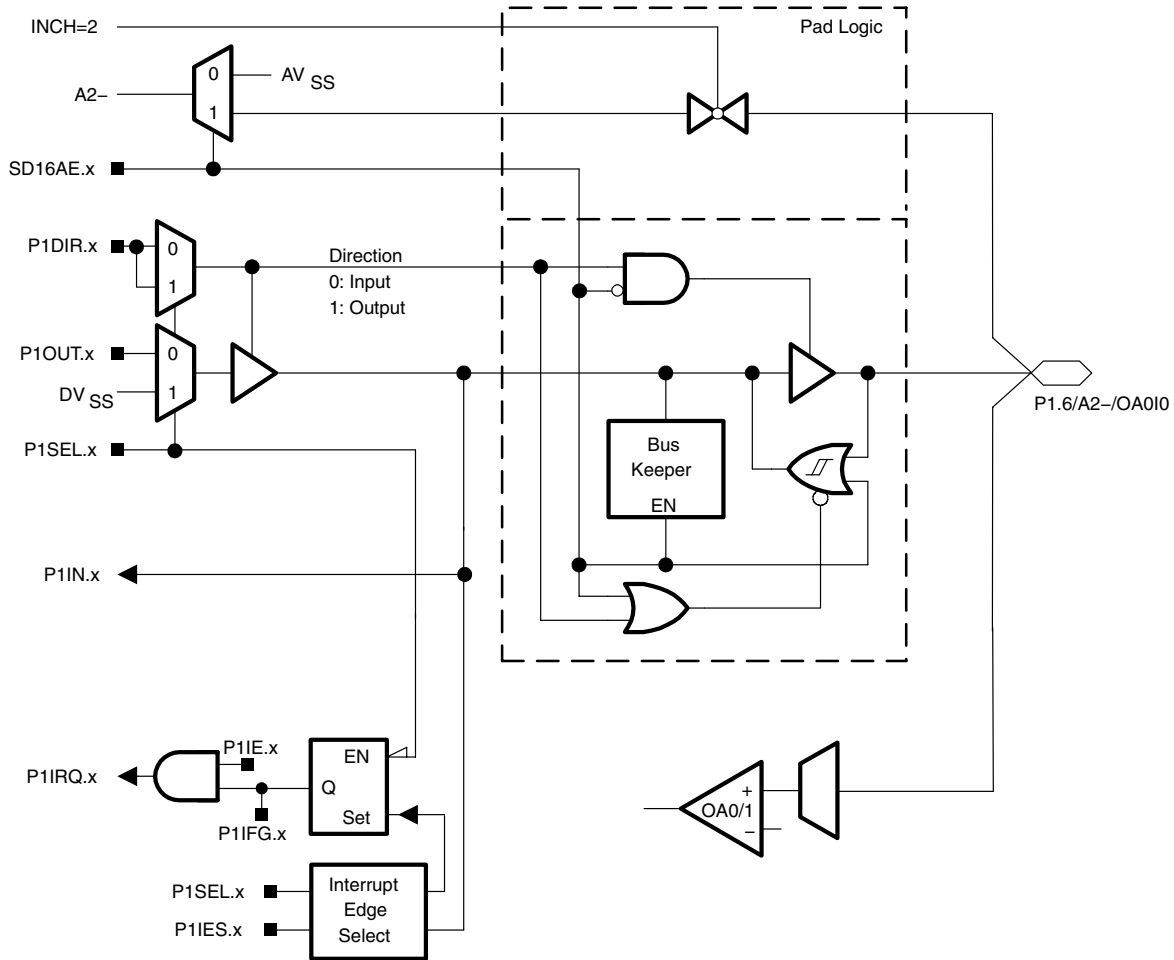 INCH=2
Pad Logic
0
AV SS
A2–
1
SD16AE.x
P1DIR.x
0
1
Direction
0: Input
1: Output
P1OUT.x
0
DV SS
1
P1SEL.x
P1.6/A2–/OA0I0
Bus
Keeper
EN
P1IN.x
P1IE.x
EN
P1IRQ.x
Q
P1IFG.x
Set
+
OA0/1
–
P1SEL.x
P1IES.x
Interrupt
Edge
Select